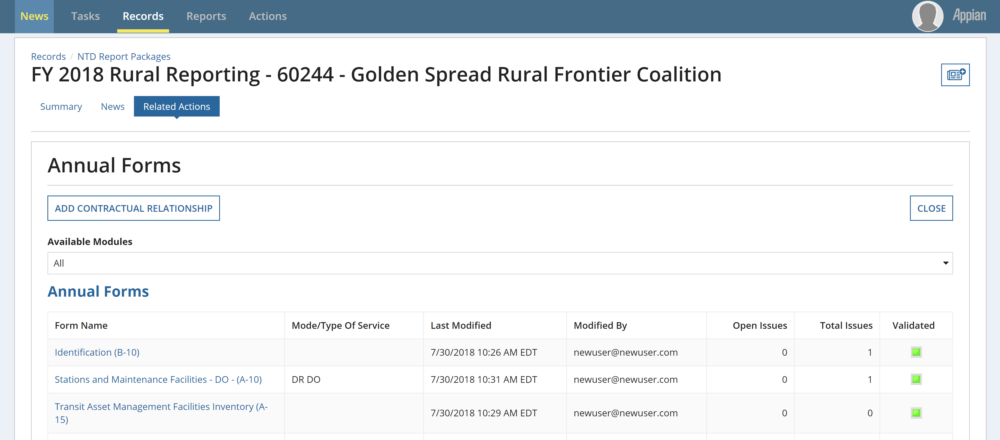 News Tasks Records Reports Actions Appian
Records / NTD Report Packages
FY 2018 Rural Reporting - 60244 - Golden Spread Rural Frontier Coalition
Summary News Related Actions
Annual Forms
ADD CONTRACTUAL RELATIONSHIP CLOSE
Available Modules
All
Annual Forms
Form Name Mode/Type Of Service Last Modified Modified By Open Issues Total Issues Validated
Identification (B-10) 7/30/2018 10:26 AM EDT newuser@newuser.com 0 1
Stations and Maintenance Facilities - DO - (A-10) DR DO 7/30/2018 10:31 AM EDT newuser@newuser.com 0 1
Transit Asset Management Facilities Inventory (A-
15) 7/30/2018 10:29 AM EDT newuser@newuser.com 0 0